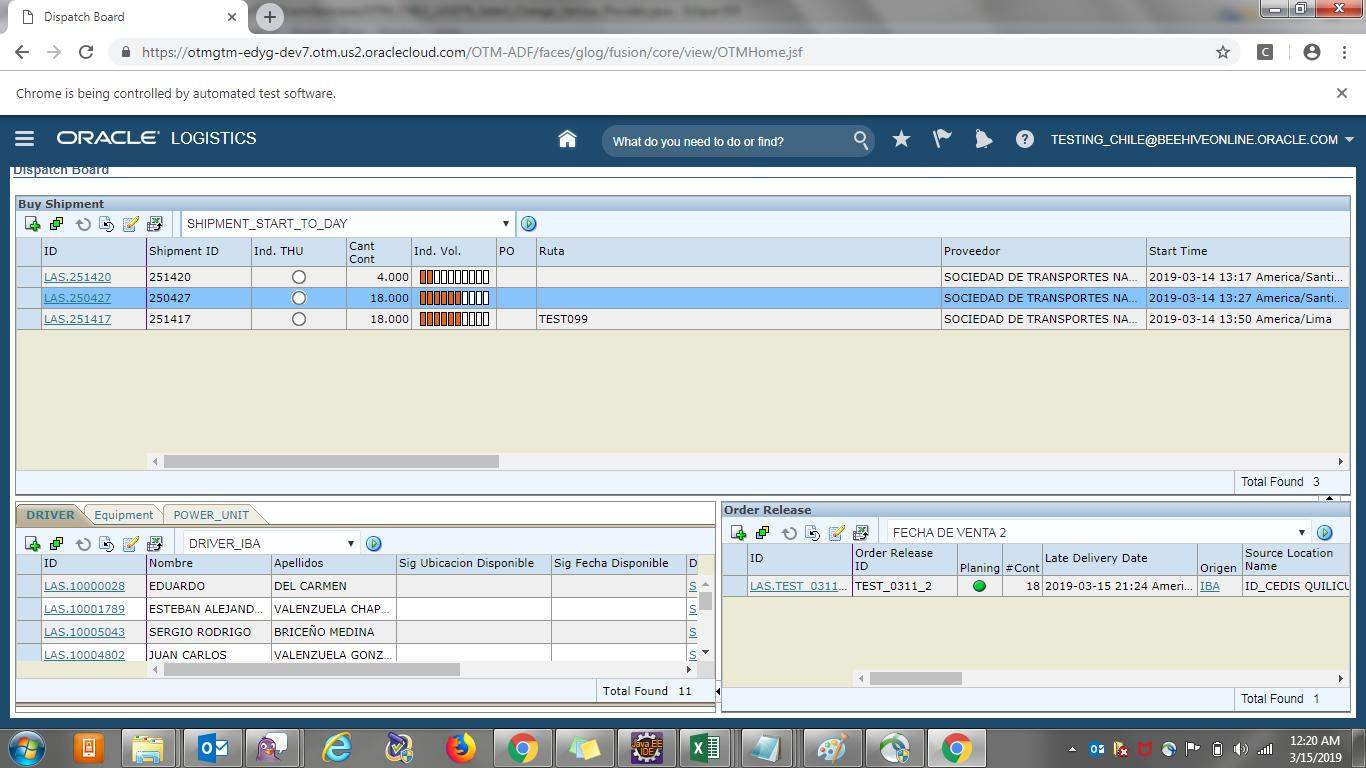 Dispatch Board
https://otmgtm-edyg-dev7.otm.us2.oraclecloud.com/OTM-ADF/faces/glog/fusion/core/view/OTMHome.jsf
C
Chrome is being controlled by automated test software.
ORACLE LOGISTICS
What do you need to do or find?
TESTING_CHILE@BEEHIVEONLINE.ORACLE.COM
Dispatch Board
Buy Shipment
SHIPMENT_START_TO_DAY
ID Shipment ID Ind. THU Cant Cont Ind. Vol. PO Ruta Proveedor Start Time
LAS.251420 251420 4.000 SOCIEDAD DE TRANSPORTES NA... 2019-03-14 13:17 America/Santi...
LAS.250427 250427 18.000 SOCIEDAD DE TRANSPORTES NA... 2019-03-14 13:27 America/Santi...
LAS.251417 251417 18.000 TEST099 SOCIEDAD DE TRANSPORTES NA... 2019-03-14 13:50 America/Lima
Total Found 3
DRIVER Equipment POWER_UNIT
DRIVER_IBA
ID Nombre Apellidos Sig Ubicacion Disponible Sig Fecha Disponible D
LAS.10000028 EDUARDO DEL CARMEN S
LAS.10001789 ESTEBAN ALEJAND... VALENZUELA CHAP... S
LAS.10005043 SERGIO RODRIGO BRICEÑO MEDINA S
LAS.10004802 JUAN CARLOS VALENZUELA GONZ... S
Total Found 11
Order Release
FECHA DE VENTA 2
ID Order Release ID Planing #Cont Late Delivery Date Origen Source Location Name
LAS.TEST_0311... TEST_0311_2 18 2019-03-15 21:24 Ameri... IBA ID_CEDIS QUILICU
Total Found 1
Java EE
IDE
12:20 AM
3/15/2019